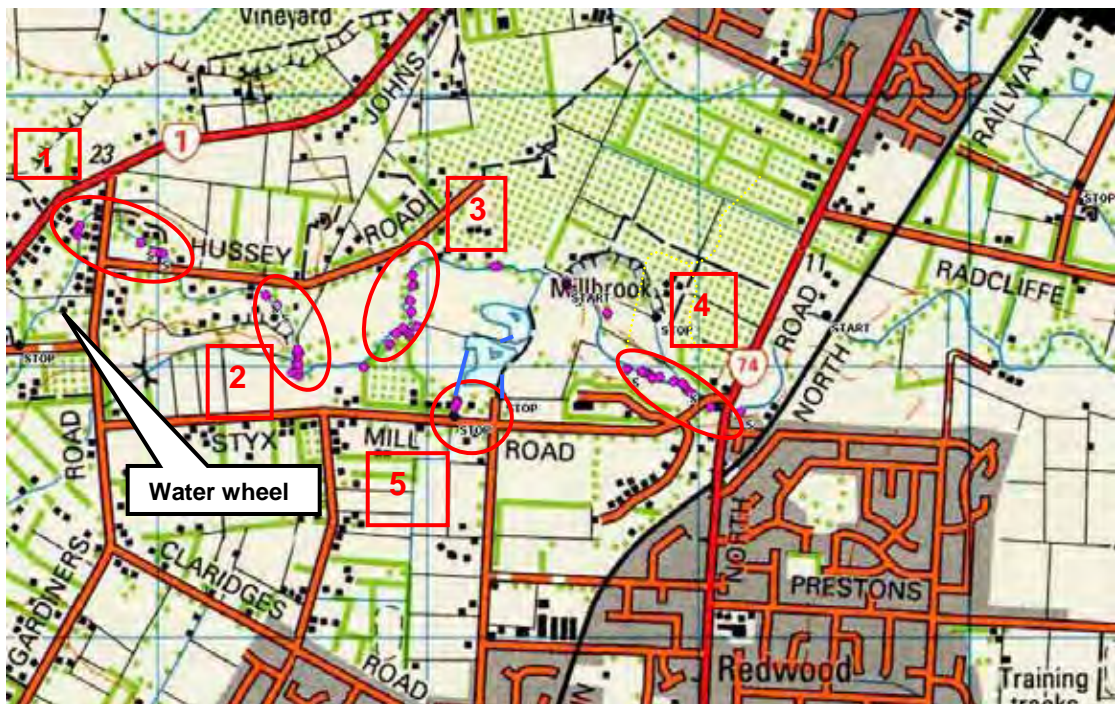 Vineyard
JOHNS
ROAD
1
1
23
3
HUSSEY
RAILWAY
STOP
RADCLIFFE
11
Millbrook
START
4
STOP
START
ROAD
NORTH
74
S
S
S
S
STOP
2
STOP
STOP
STYX
MILL
ROAD
S
S
S
ROAD
Water wheel
5
GARDINERS
CLARIDGES
ROAD
NORTH
PRESTONS
Redwood
Training
tracks